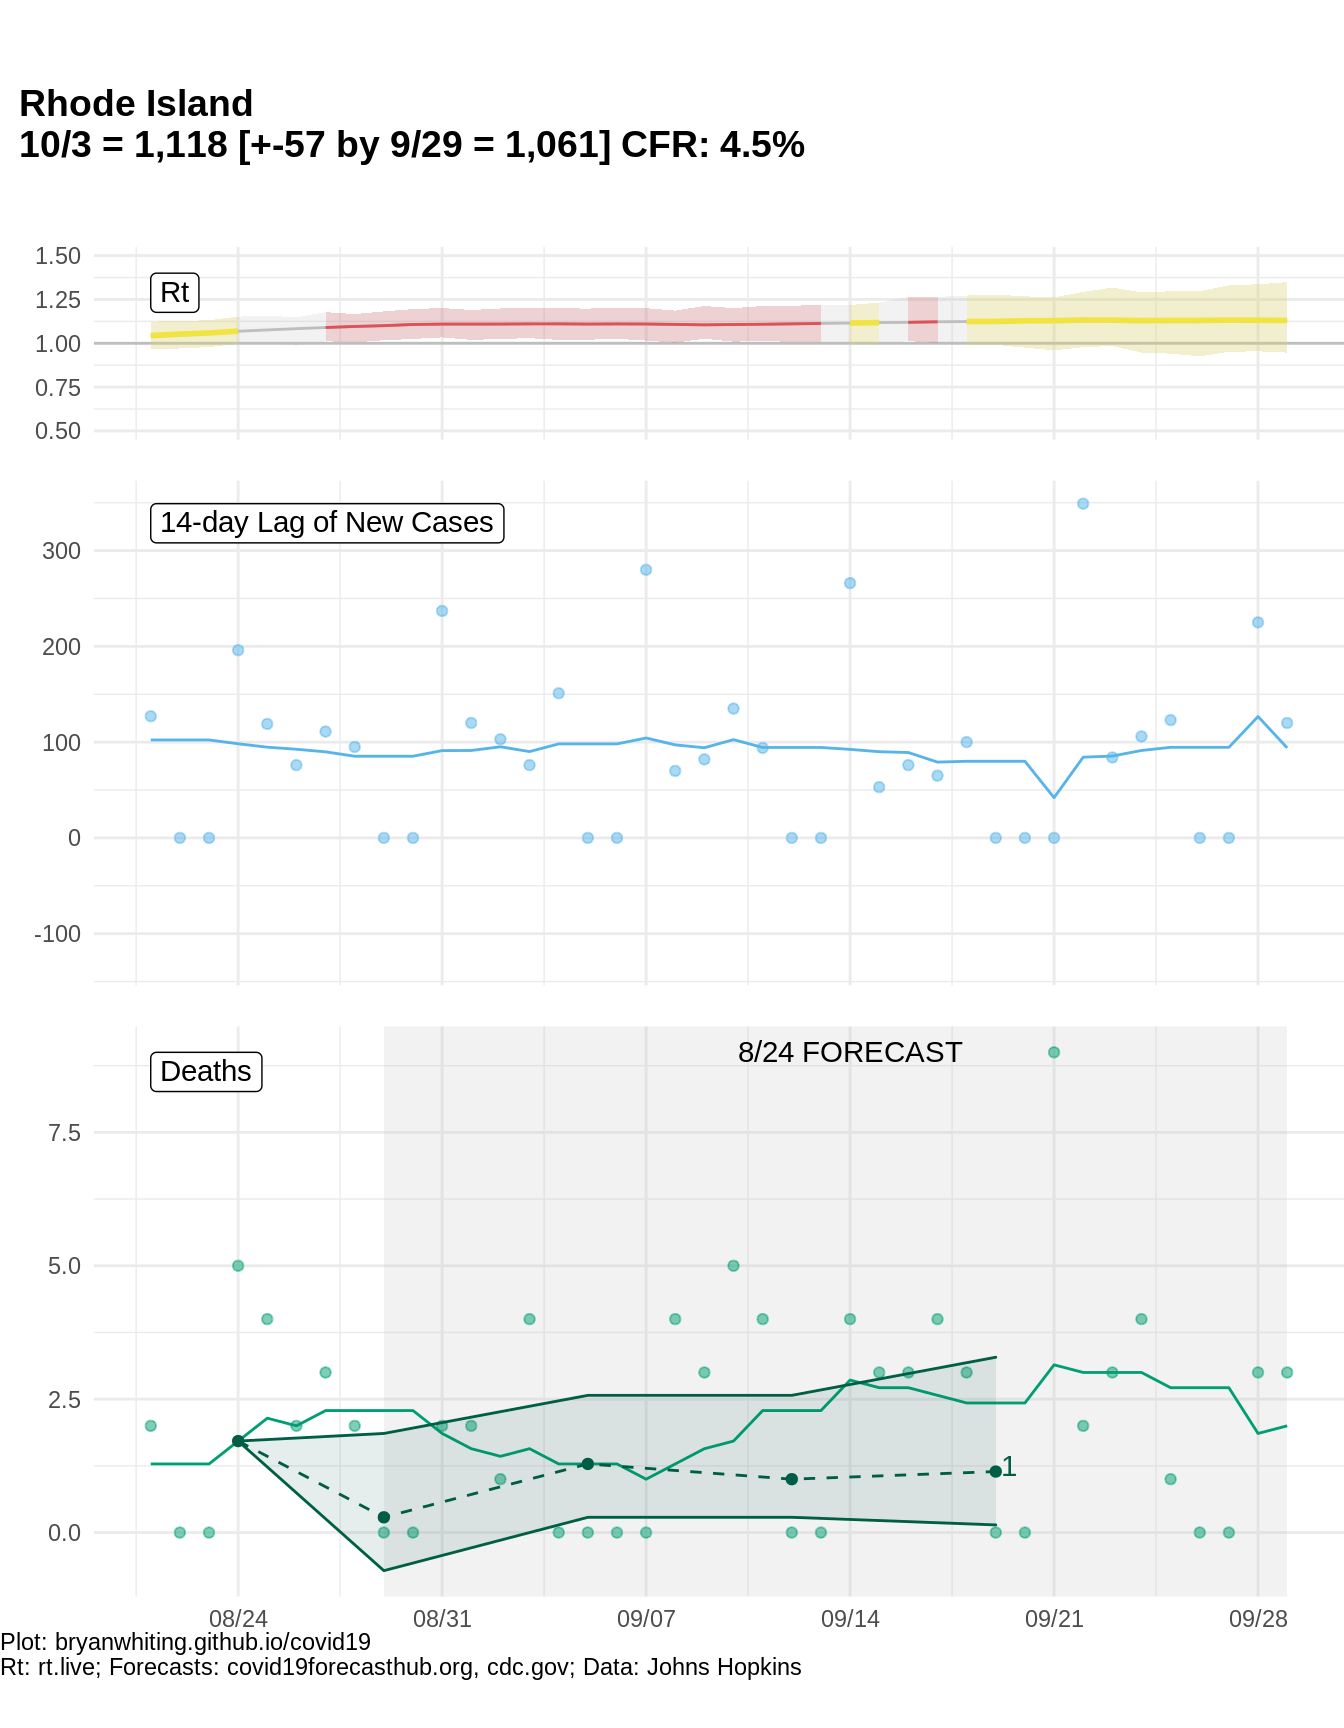 Rhode Island
10/3 = 1,118 [+-57 by 9/29 = 1,061] CFR: 4.5%
1.50
Rt
1.25
1.00
0.75
0.50
14-day Lag of New Cases
300
200
100
0
-100
8/24 FORECAST
Deaths
7.5
5.0
2.5
1
0.0
08/24 08/31 09/07 09/14 09/21 09/28
Plot: bryanwhiting.github.io/covid19
Rt: rt.live; Forecasts: covid19forecasthub.org, cdc.gov; Data: Johns Hopkins